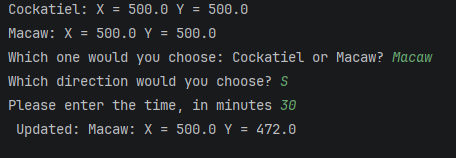 Cockatiel: X = 500.0 Y = 500.0
Macaw: X = 500.0 Y = 500.0
Which one would you choose: Cockatiel or Macaw? Macaw
Which direction would you choose? S
Please enter the time, in minutes 30
Updated: Macaw: X = 500.0 Y = 472.0